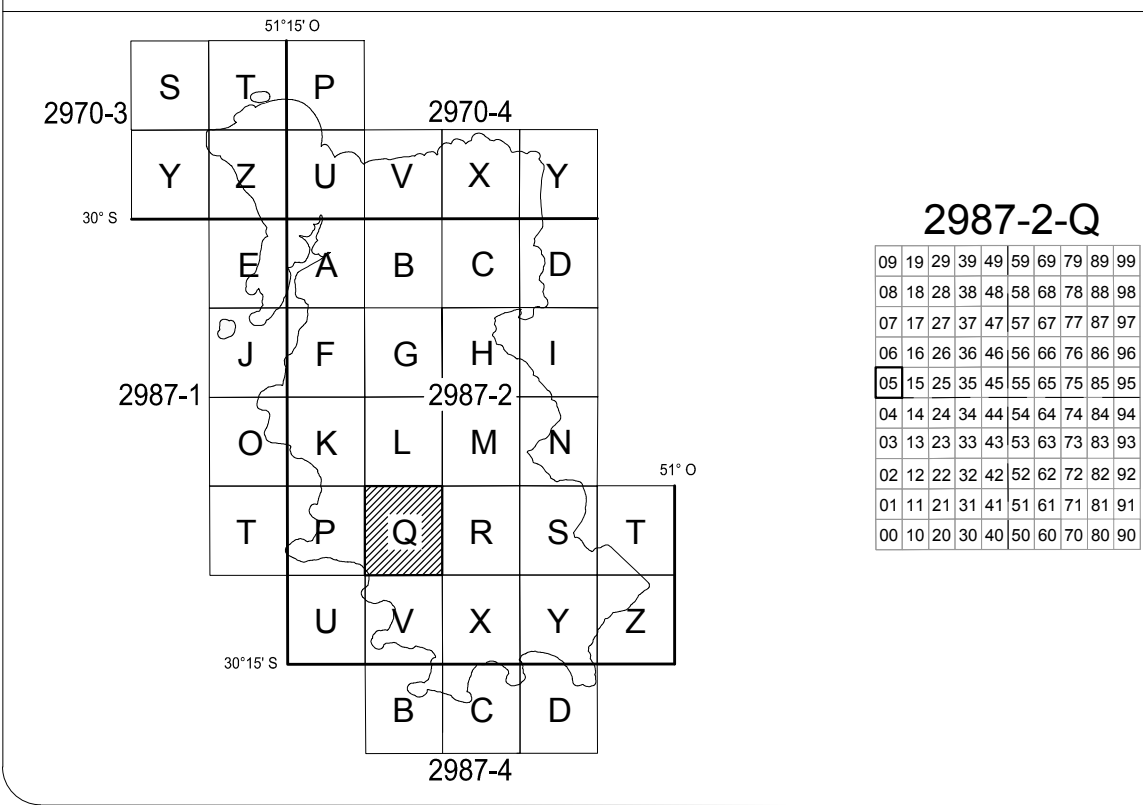 51°15' O
S T P
2970-3
2970-4
Y Z U V X Y
30° S
E A B C D
J F G H I
2987-1
2987-2
O K L M N
51° O
T P Q R S T
U V X Y Z
30°15' S
B C D
2987-4
2987-2-Q
09 19 29 39 49 59 69 79 89 99
08 18 28 38 48 58 68 78 88 98
07 17 27 37 47 57 67 77 87 97
06 16 26 36 46 56 66 76 86 96
05 15 25 35 45 55 65 75 85 95
04 14 24 34 44 54 64 74 84 94
03 13 23 33 43 53 63 73 83 93
02 12 22 32 42 52 62 72 82 92
01 11 21 31 41 51 61 71 81 91
00 10 20 30 40 50 60 70 80 90